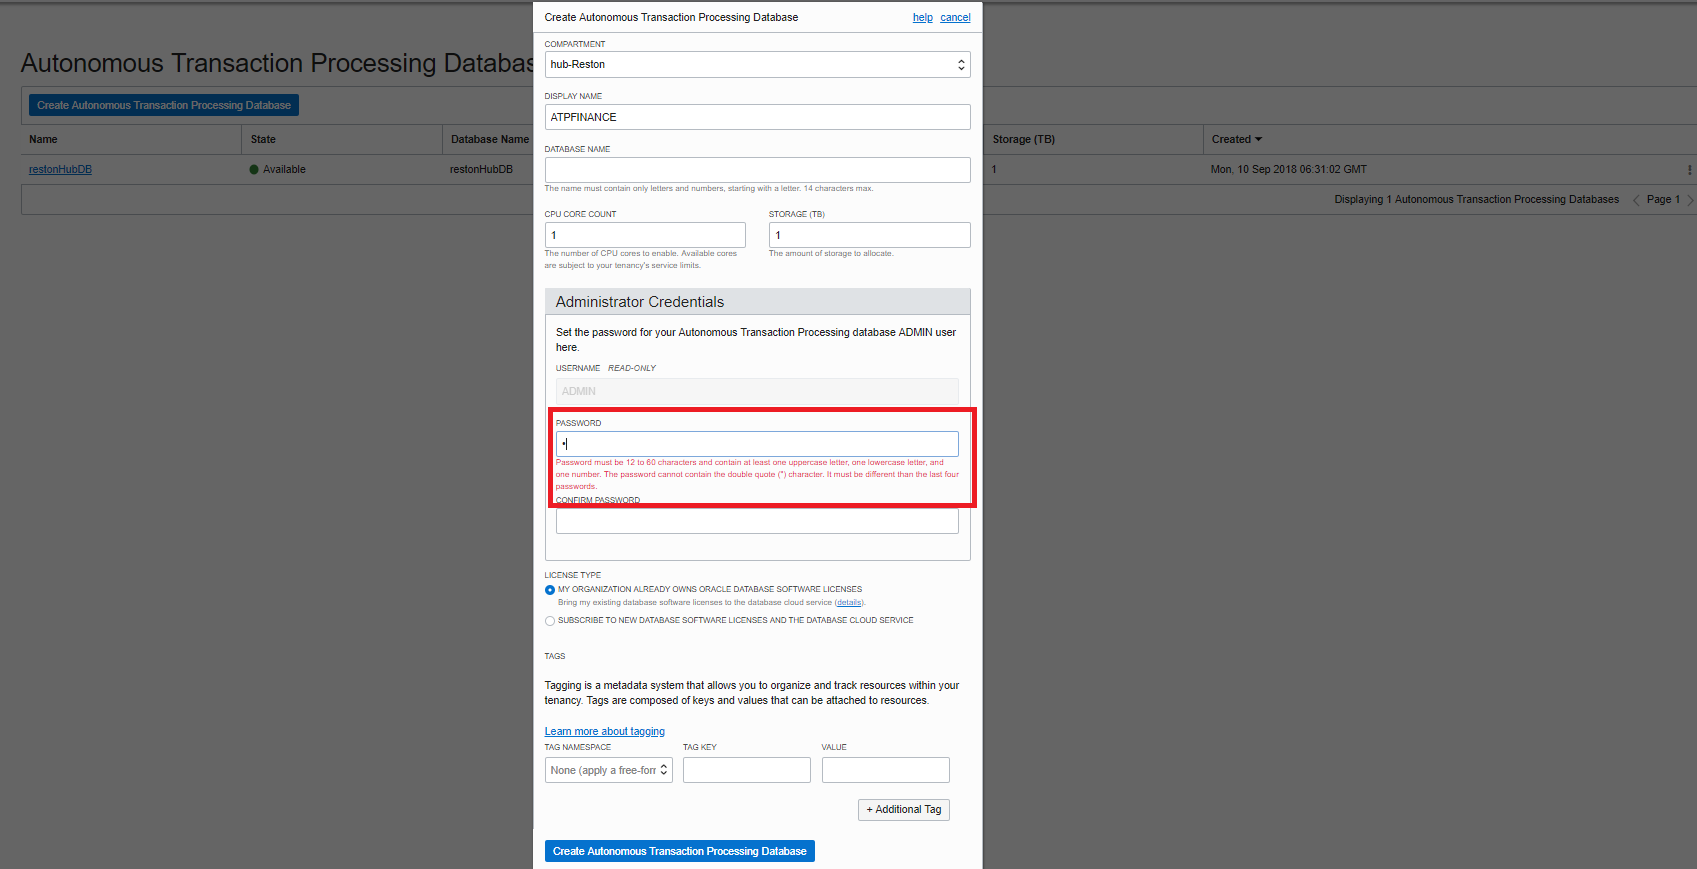 Create Autonomous Transaction Processing Database
help cancel
COMPARTMENT
hub-Reston
DISPLAY NAME
ATPFINANCE
DATABASE NAME
The name must contain only letters and numbers, starting with a letter. 14 characters max.
CPU CORE COUNT
1
The number of CPU cores to enable. Available cores
are subject to your tenancy's service limits.
STORAGE (TB)
1
The amount of storage to allocate.
Administrator Credentials
Set the password for your Autonomous Transaction Processing database ADMIN user
here.
USERNAME READ-ONLY
ADMIN
PASSWORD
•
Password must be 12 to 60 characters and contain at least one uppercase letter, one lowercase letter, and
one number. The password cannot contain the double quote (") character. It must be different than the last four
passwords.
CONFIRM PASSWORD
LICENSE TYPE
MY ORGANIZATION ALREADY OWNS ORACLE DATABASE SOFTWARE LICENSES
Bring my existing database software licenses to the database cloud service (details).
SUBSCRIBE TO NEW DATABASE SOFTWARE LICENSES AND THE DATABASE CLOUD SERVICE
TAGS
Tagging is a metadata system that allows you to organize and track resources within your
tenancy. Tags are composed of keys and values that can be attached to resources.
Learn more about tagging
TAG NAMESPACE TAG KEY VALUE
None (apply a free-forr
+ Additional Tag
Create Autonomous Transaction Processing Database
Autonomous Transaction Processing Databas
Create Autonomous Transaction Processing Database
Name State Database Name Storage (TB) Created
restonHubDB Available restonHubDB 1 Mon, 10 Sep 2018 06:31:02 GMT
Displaying 1 Autonomous Transaction Processing Databases Page 1